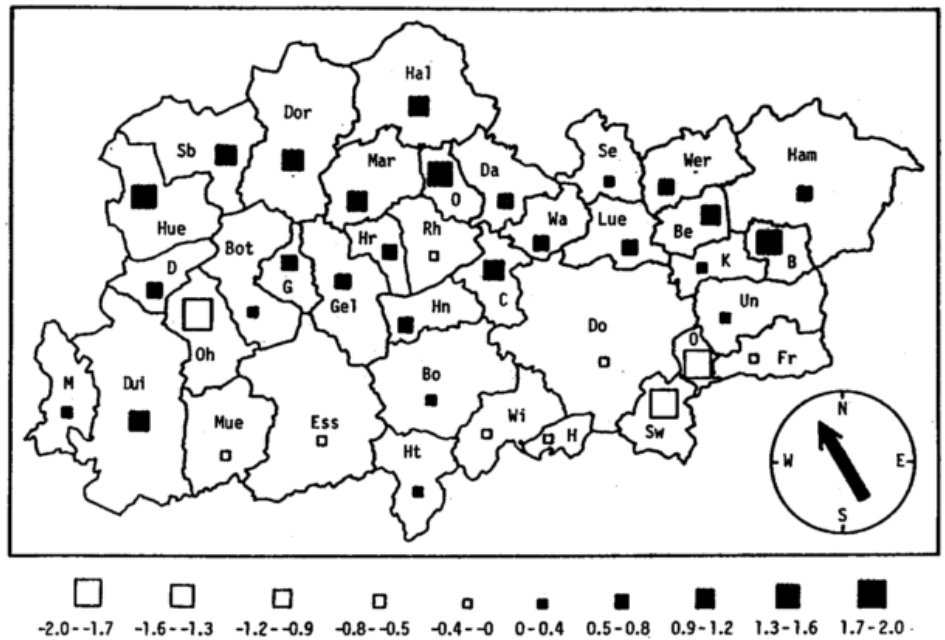 Hal
Dor
Sb
Mar
Da
Se
Wer
Ham
O
Hue
Wa
Lue
Be
Rh
Hr
Bot
D
G
K
B
Gel
Hn
C
Un
Do
O
Oh
Fr
M
Dui
Bo
Mue
Ess
Wi
H
Sw
Ht
N
W
E
S
-2.0--1.7 -1.6--1.3 -1.2--0.9 -0.8--0.5 -0.4--0 0-0.4 0.5-0.8 0.9-1.2 1.3-1.6 1.7-2.0